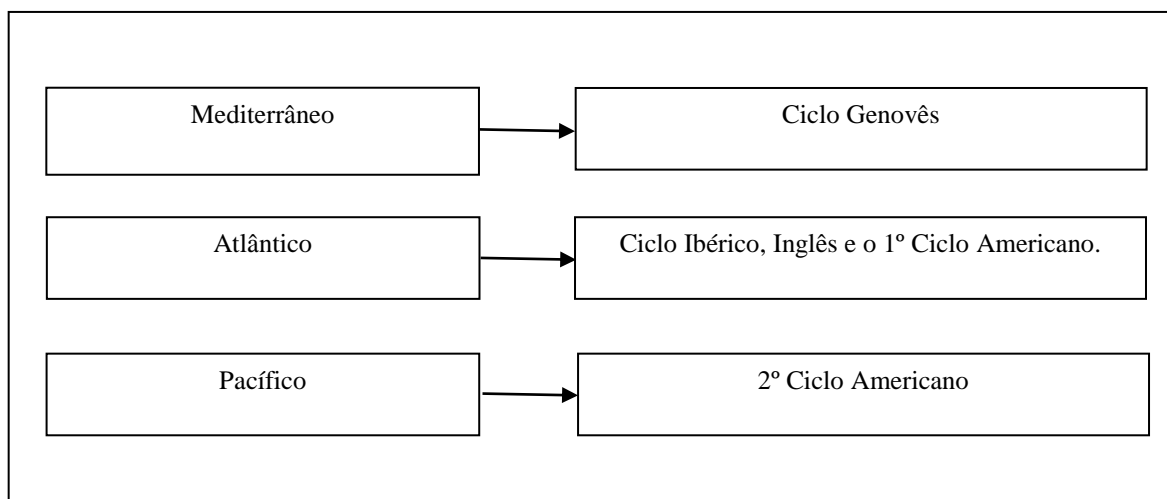 Mediterrâneo
Ciclo Genovês
Atlântico
Ciclo Ibérico, Inglês e o 1º Ciclo Americano.
Pacífico
2º Ciclo Americano